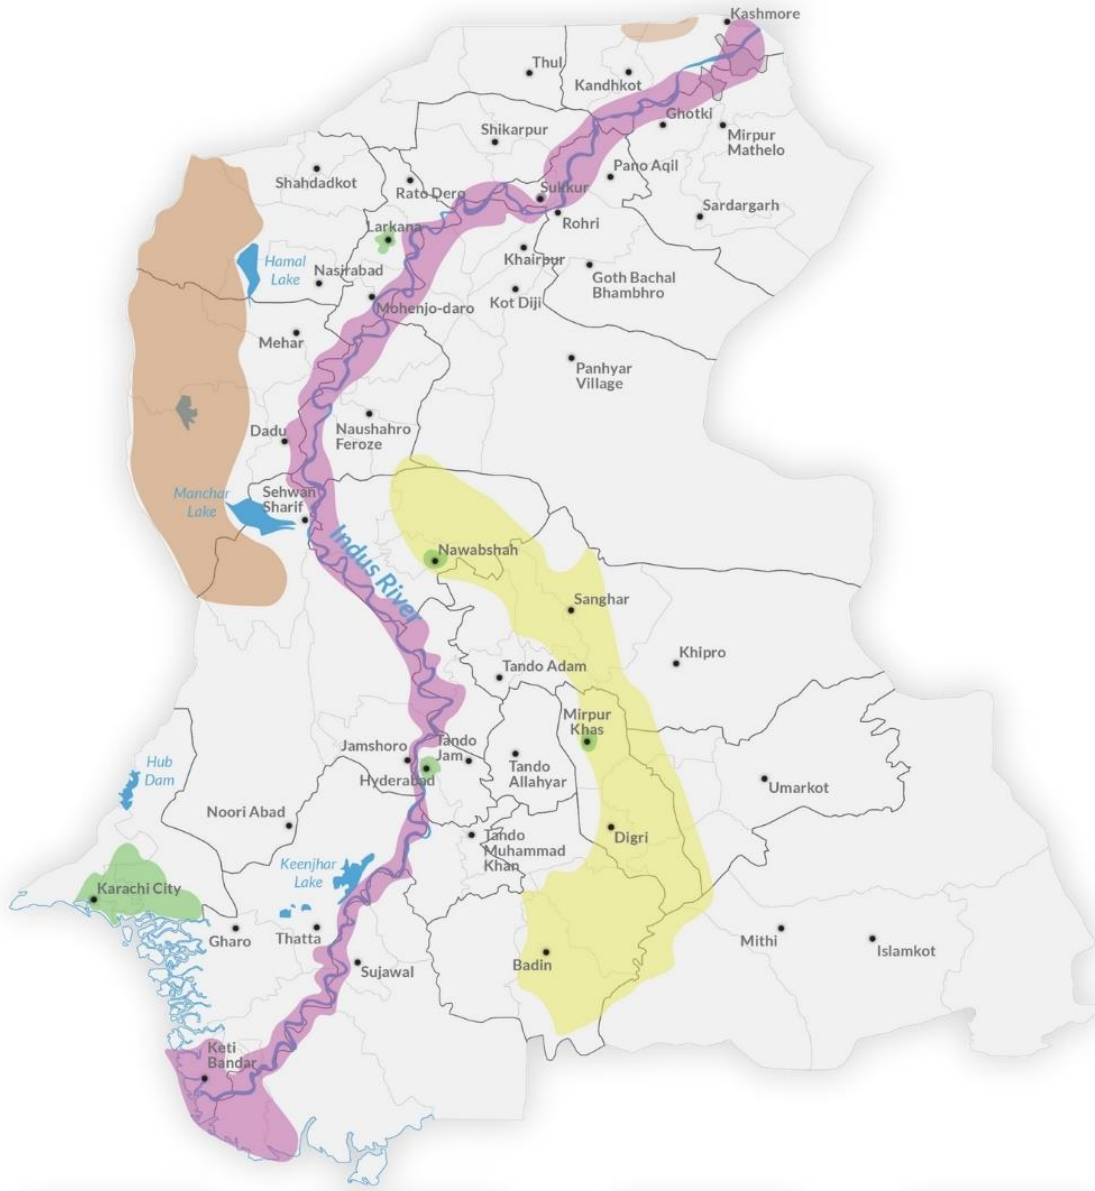 Kashmore
Thul
Kandhkot
Ghotki
Mirpur
Mathelo
Shikarpur
Pano Aqil
Shahdadkot
Rato Dero
Sukkur
Sardargarh
Rohri
Larkana
Hamal
Lake
Nasirabad
Khairpur
Goth Bachal
Bhambhro
Kot Diji
Mohenjo-daro
Mehar
Panhyar
Village
Dadu
Naushahro
Feroze
Manchar
Lake
Sehwan
Sharif
Indus River
Nawabshah
Sanghar
Khipro
Tando Adam
Mirpur
Khas
Jamshoro
Tando
Jam
Hyderabad
Tando
Allahyar
Hub
Dam
Umarkot
Noori Abad
Digri
Tando
Muhammad
Khan
Keenjhar
Lake
Karachi City
Gharo
Thatta
Mithi
Islamkot
Badin
Sujawal
Keti
Bandar